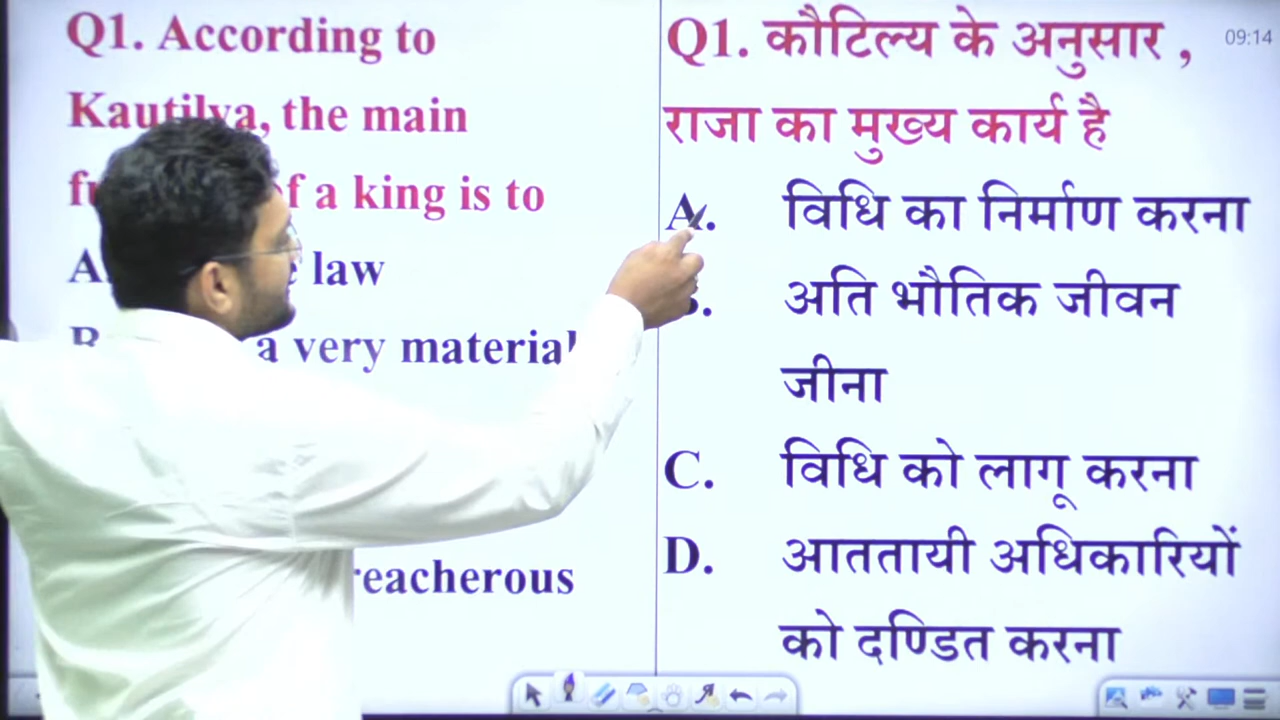 Q1. According to
Kautilya, the main
of a king is to
A. law
a very material
reacherous
Q1. कौटिल्य के अनुसार ,
राजा का मुख्य कार्य है
A. विधि का निर्माण करना
B. अति भौतिक जीवन
जीना
C. विधि को लागू करना
D. आततायी अधिकारियों
को दण्डित करना
09:14